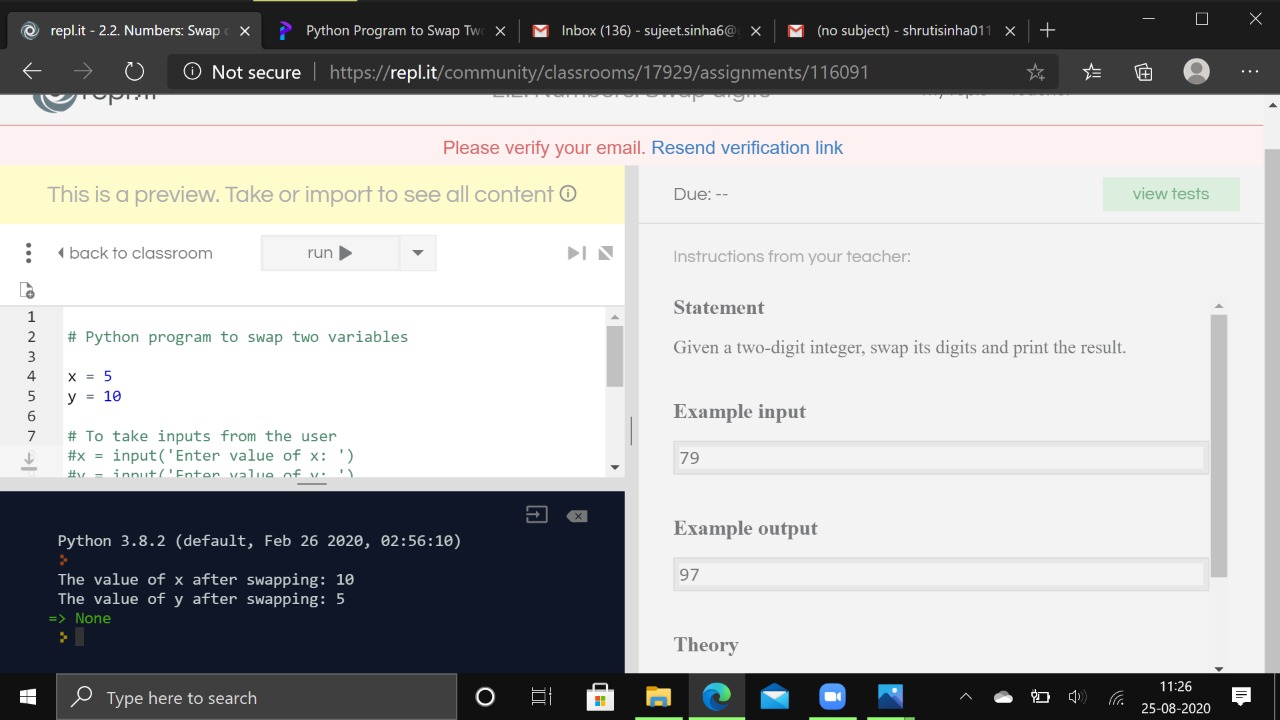 repl.it - 2.2. Numbers: Swap
Python Program to Swap Tw
Inbox (136) - sujeet.sinha6@
(no subject) - shrutisinha011
Not secure
https://repl.it/community/classrooms/17929/assignments/116091
Please verify your email. Resend verification link
This is a preview. Take or import to see all content
back to classroom
run
1
2 # Python program to swap two variables
3
4 x = 5
5 y = 10
6
7 # To take inputs from the user
#x = input('Enter value of x: ')
#y = input('Enter value of y: ')
Python 3.8.2 (default, Feb 26 2020, 02:56:10)
The value of x after swapping: 10
The value of y after swapping: 5
=> None
Due: --
view tests
Instructions from your teacher:
Statement
Given a two-digit integer, swap its digits and print the result.
Example input
79
Example output
97
Theory
Type here to search
11:26
25-08-2020